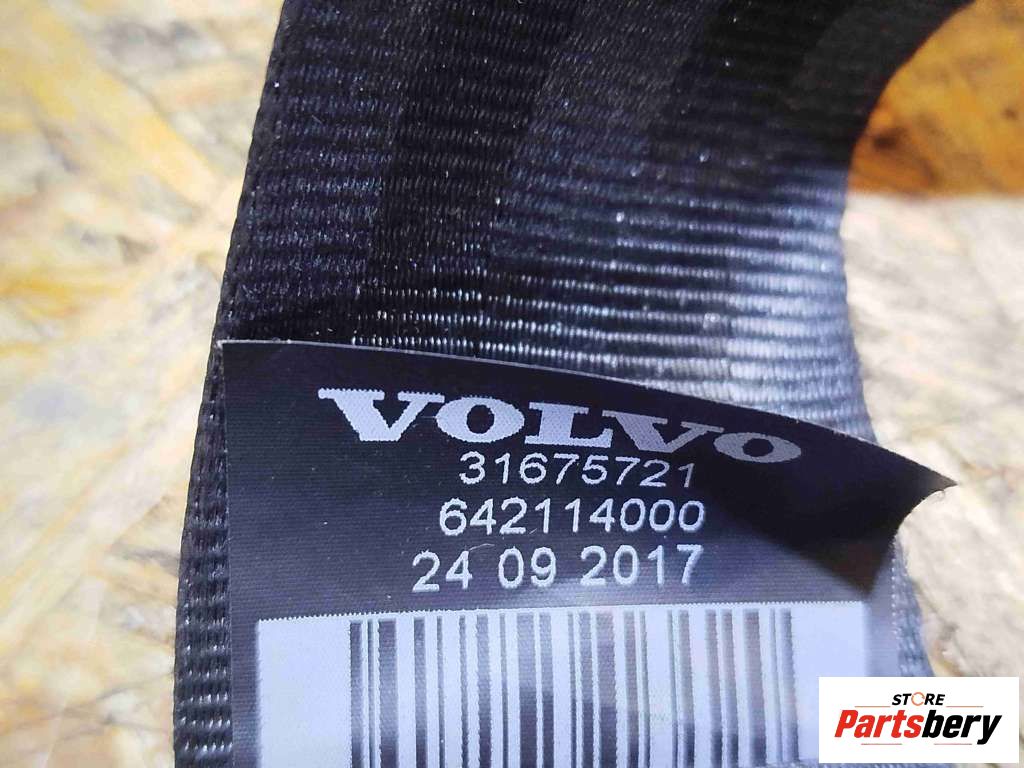 VOLVO
31675721
642114000
24 09 2017
STORE
Partsbery